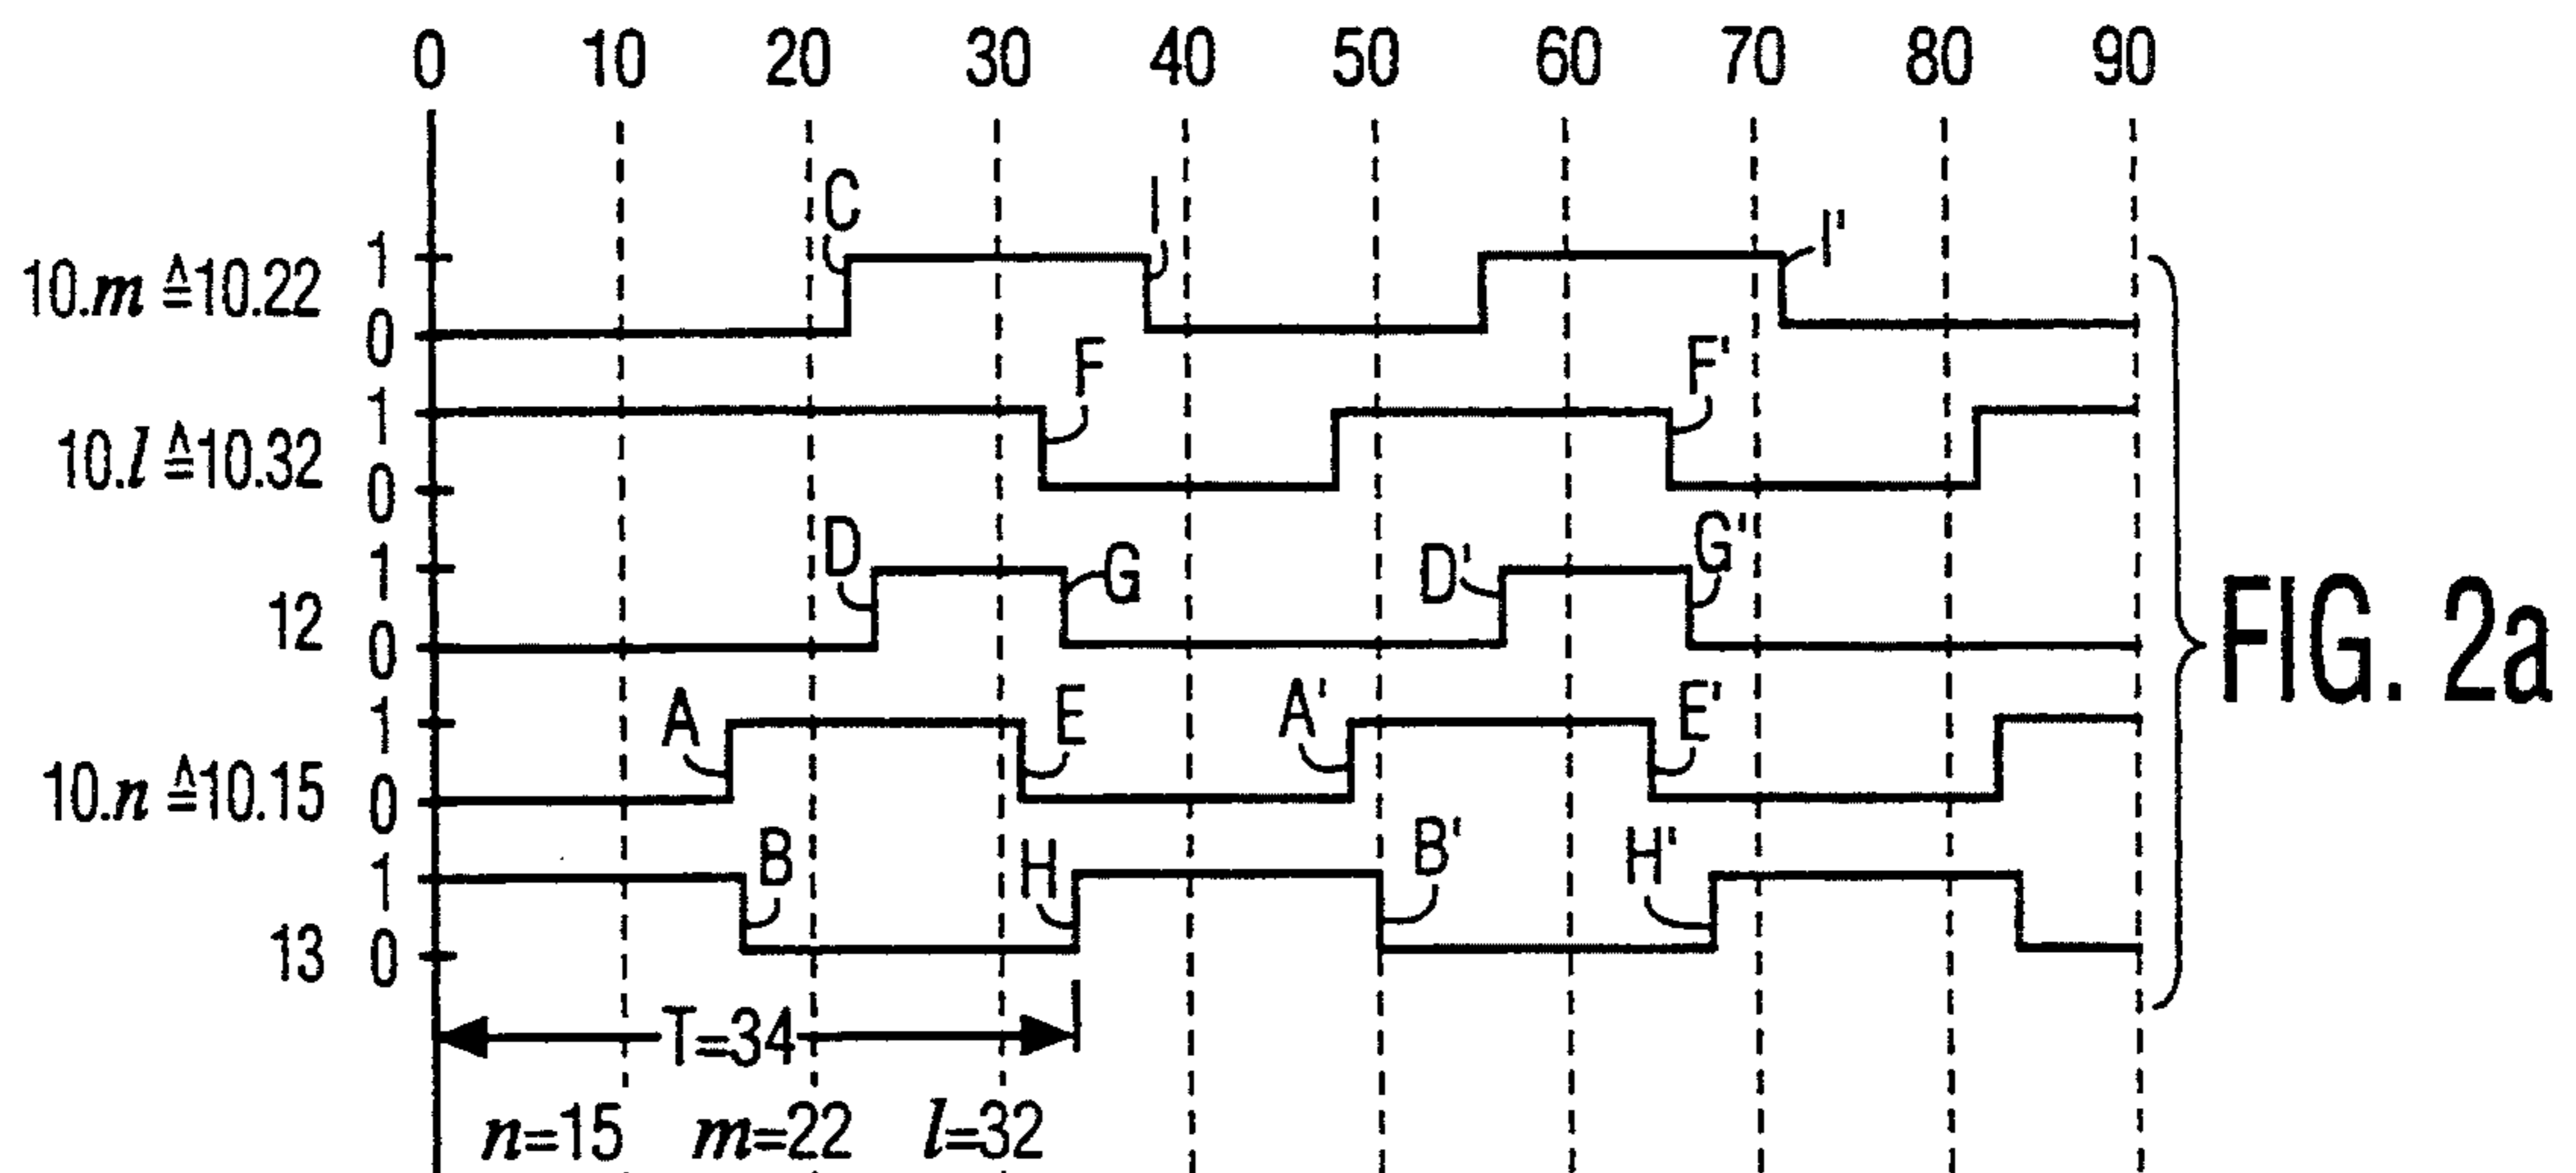 0 10 20 30 40 50 60 70 80 90
C I I'
10.m ≙10.22 1 0
F F'
10.l ≙10.32 1 0
D G D' G'
12 1 0
A E A' E'
10.n ≙10.15 1 0
B H B' H'
13 1 0
FIG. 2a
T=34
n=15 m=22 l=32